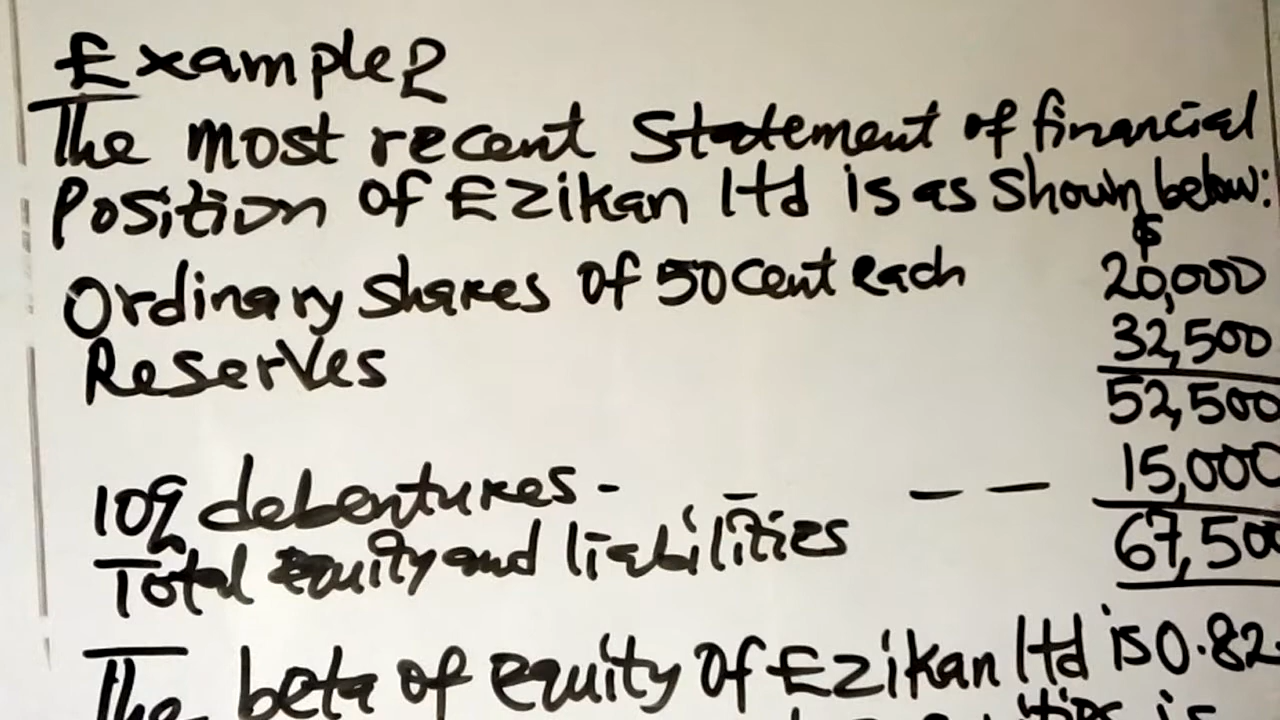 Example 2
The most recent Statement of financial
Position of Ezikan ltd is as Shown below:
$
Ordinary Shares of 50 cent each 20,000
Reserves 32,500
52,500
10% debentures - - - - 15,000
Total equity and liabilities 67,500
The beta of equity of Ezikan ltd is 0.82.
is